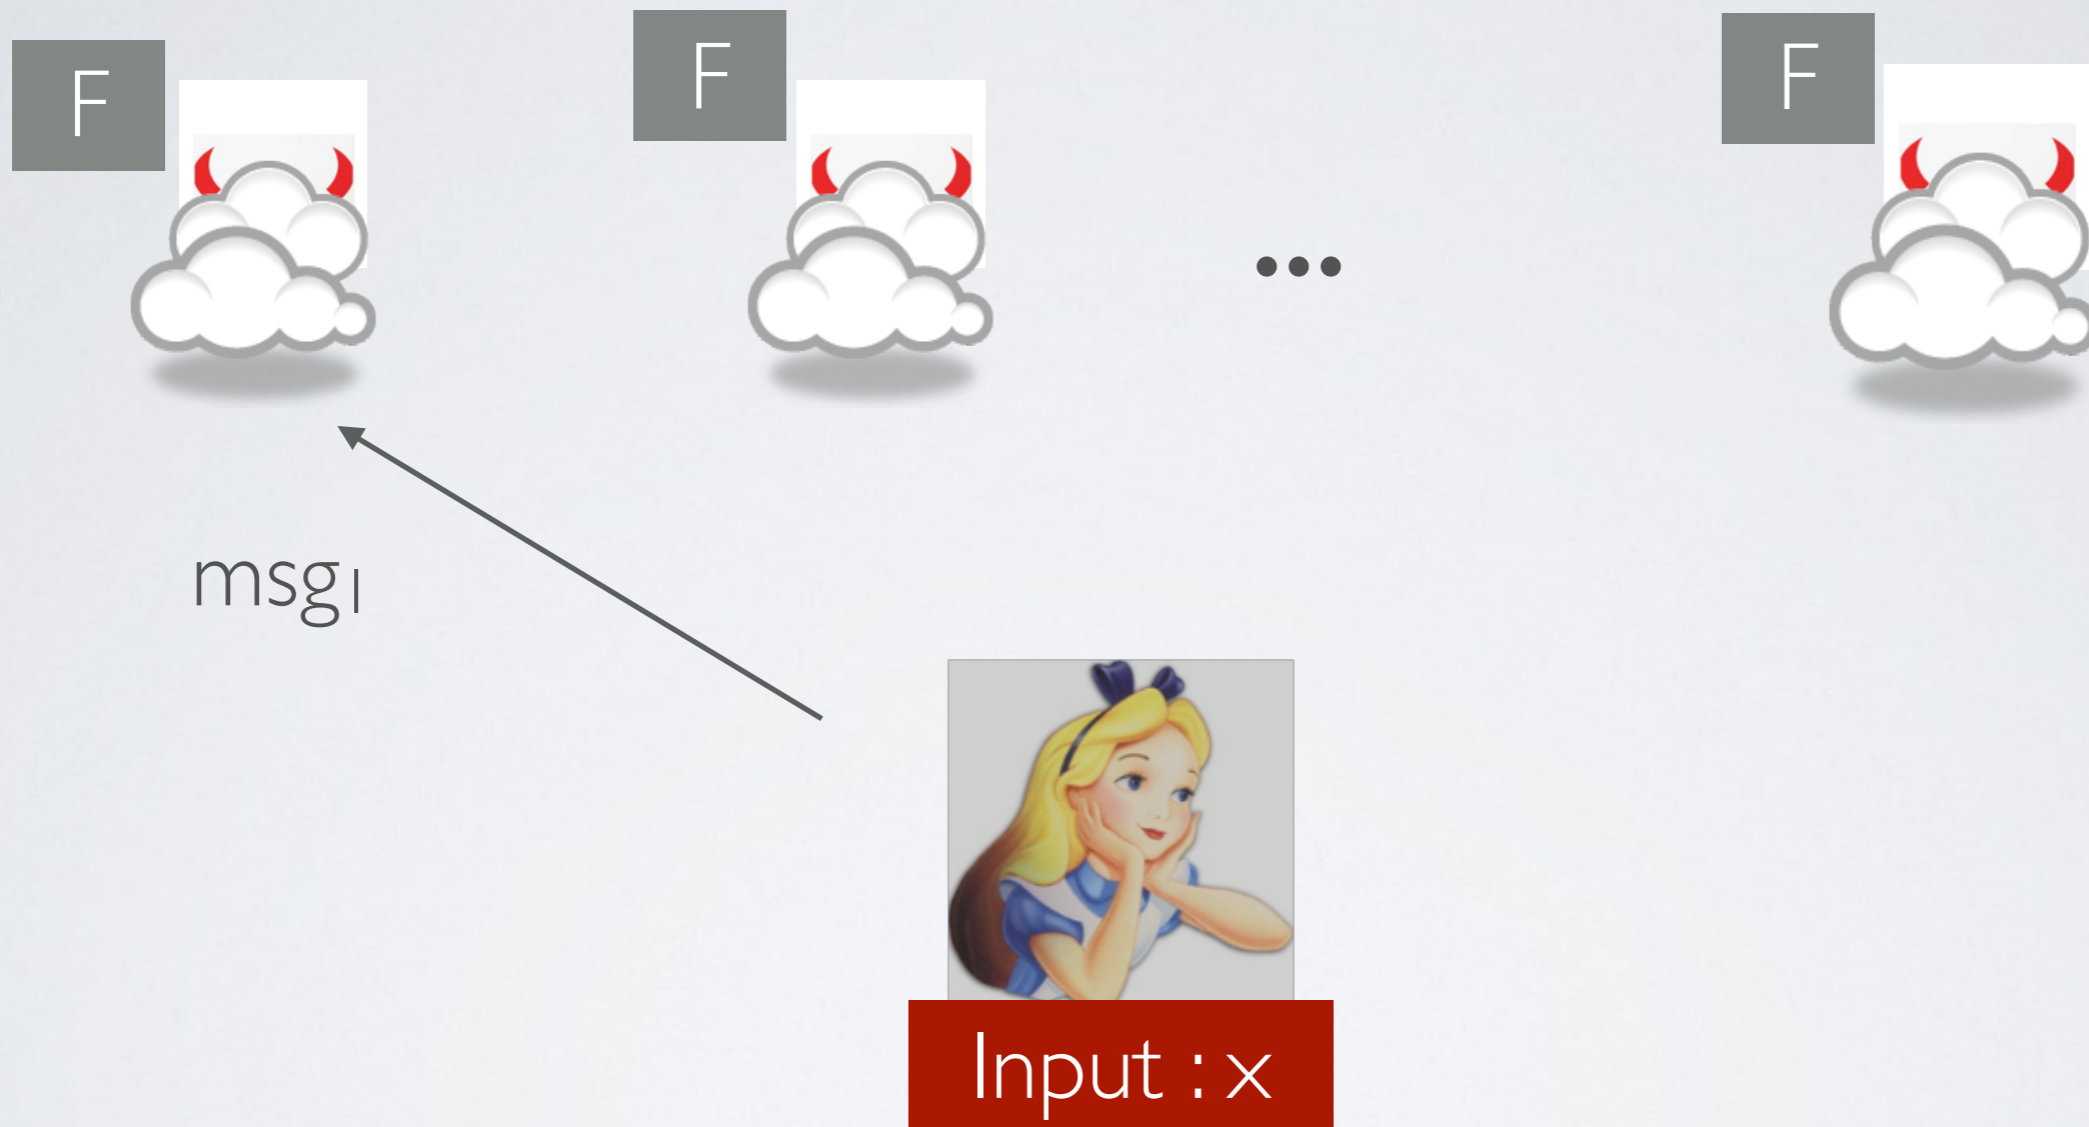 F
F
F
...
msg₁
Input : x